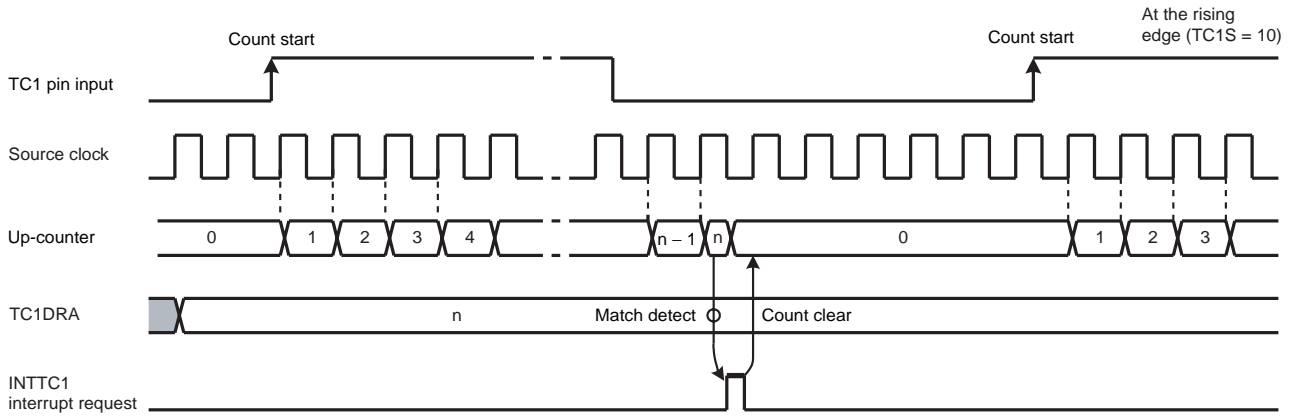 At the rising
edge (TC1S = 10)
Count start
Count start
TC1 pin input
Source clock
Up-counter
0
1
2
3
4
n – 1
n
0
1
2
3
TC1DRA
n
Match detect
Count clear
INTTC1
interrupt request